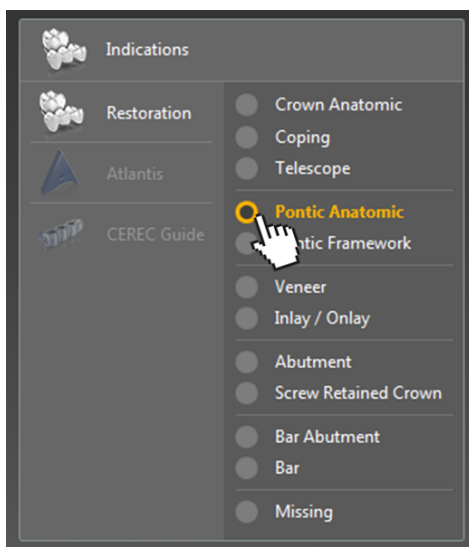 Indications
Restoration
Atlantis
CEREC Guide
Crown Anatomic
Coping
Telescope
Pontic Anatomic
ntic Framework
Veneer
Inlay / Onlay
Abutment
Screw Retained Crown
Bar Abutment
Bar
Missing